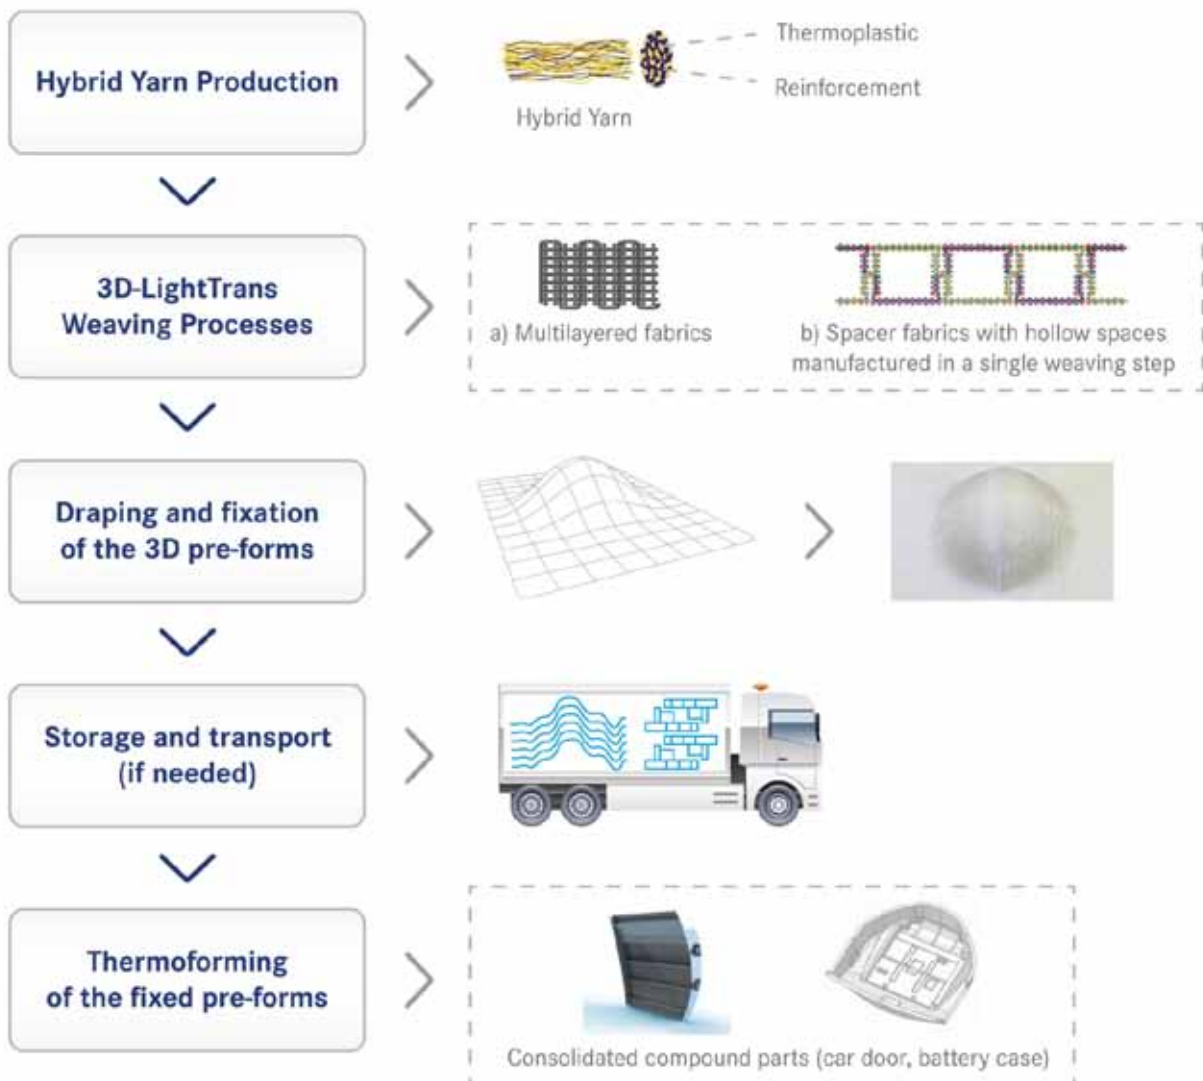 Hybrid Yarn Production
Thermoplastic
Reinforcement
Hybrid Yarn
3D-LightTrans
Weaving Processes
a) Multilayered fabrics
b) Spacer fabrics with hollow spaces
manufactured in a single weaving step
Draping and fixation
of the 3D pre-forms
Storage and transport
(if needed)
Thermoforming
of the fixed pre-forms
Consolidated compound parts (car door, battery case)